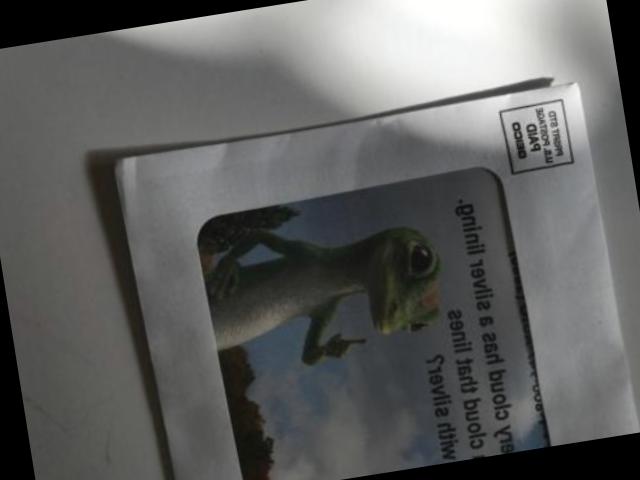 PRSRT STD
U.S. POSTAGE
PAID
GEICO
ery cloud has a silver lining.
cloud that lines
with silver?